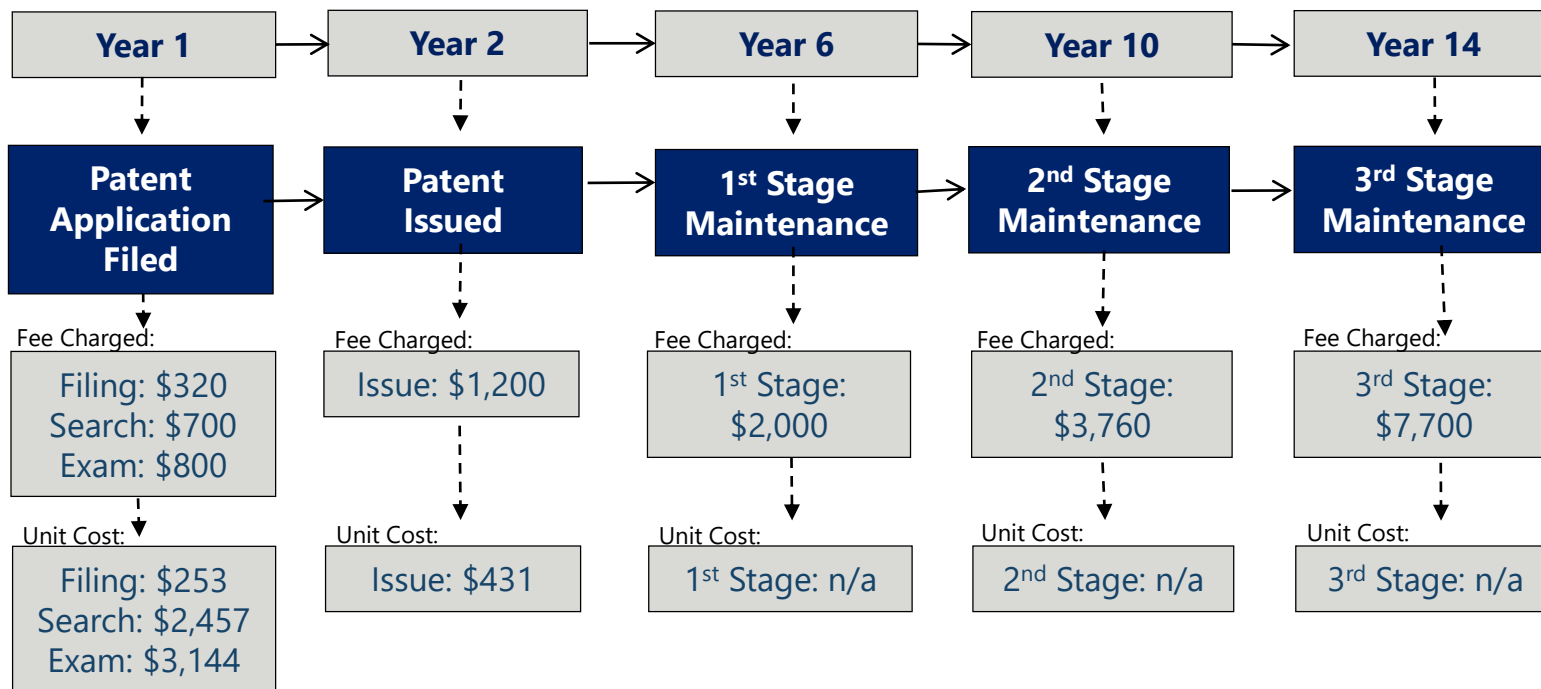 Year 1
Year 2
Year 6
Year 10
Year 14
Patent
Application
Filed
Patent
Issued
1st Stage
Maintenance
2nd Stage
Maintenance
3rd Stage
Maintenance
Fee Charged:
Filing: $320
Search: $700
Exam: $800
Fee Charged:
Issue: $1,200
Fee Charged:
1st Stage:
$2,000
Fee Charged:
2nd Stage:
$3,760
Fee Charged:
3rd Stage:
$7,700
Unit Cost:
Filing: $253
Search: $2,457
Exam: $3,144
Unit Cost:
Issue: $431
Unit Cost:
1st Stage: n/a
Unit Cost:
2nd Stage: n/a
Unit Cost:
3rd Stage: n/a